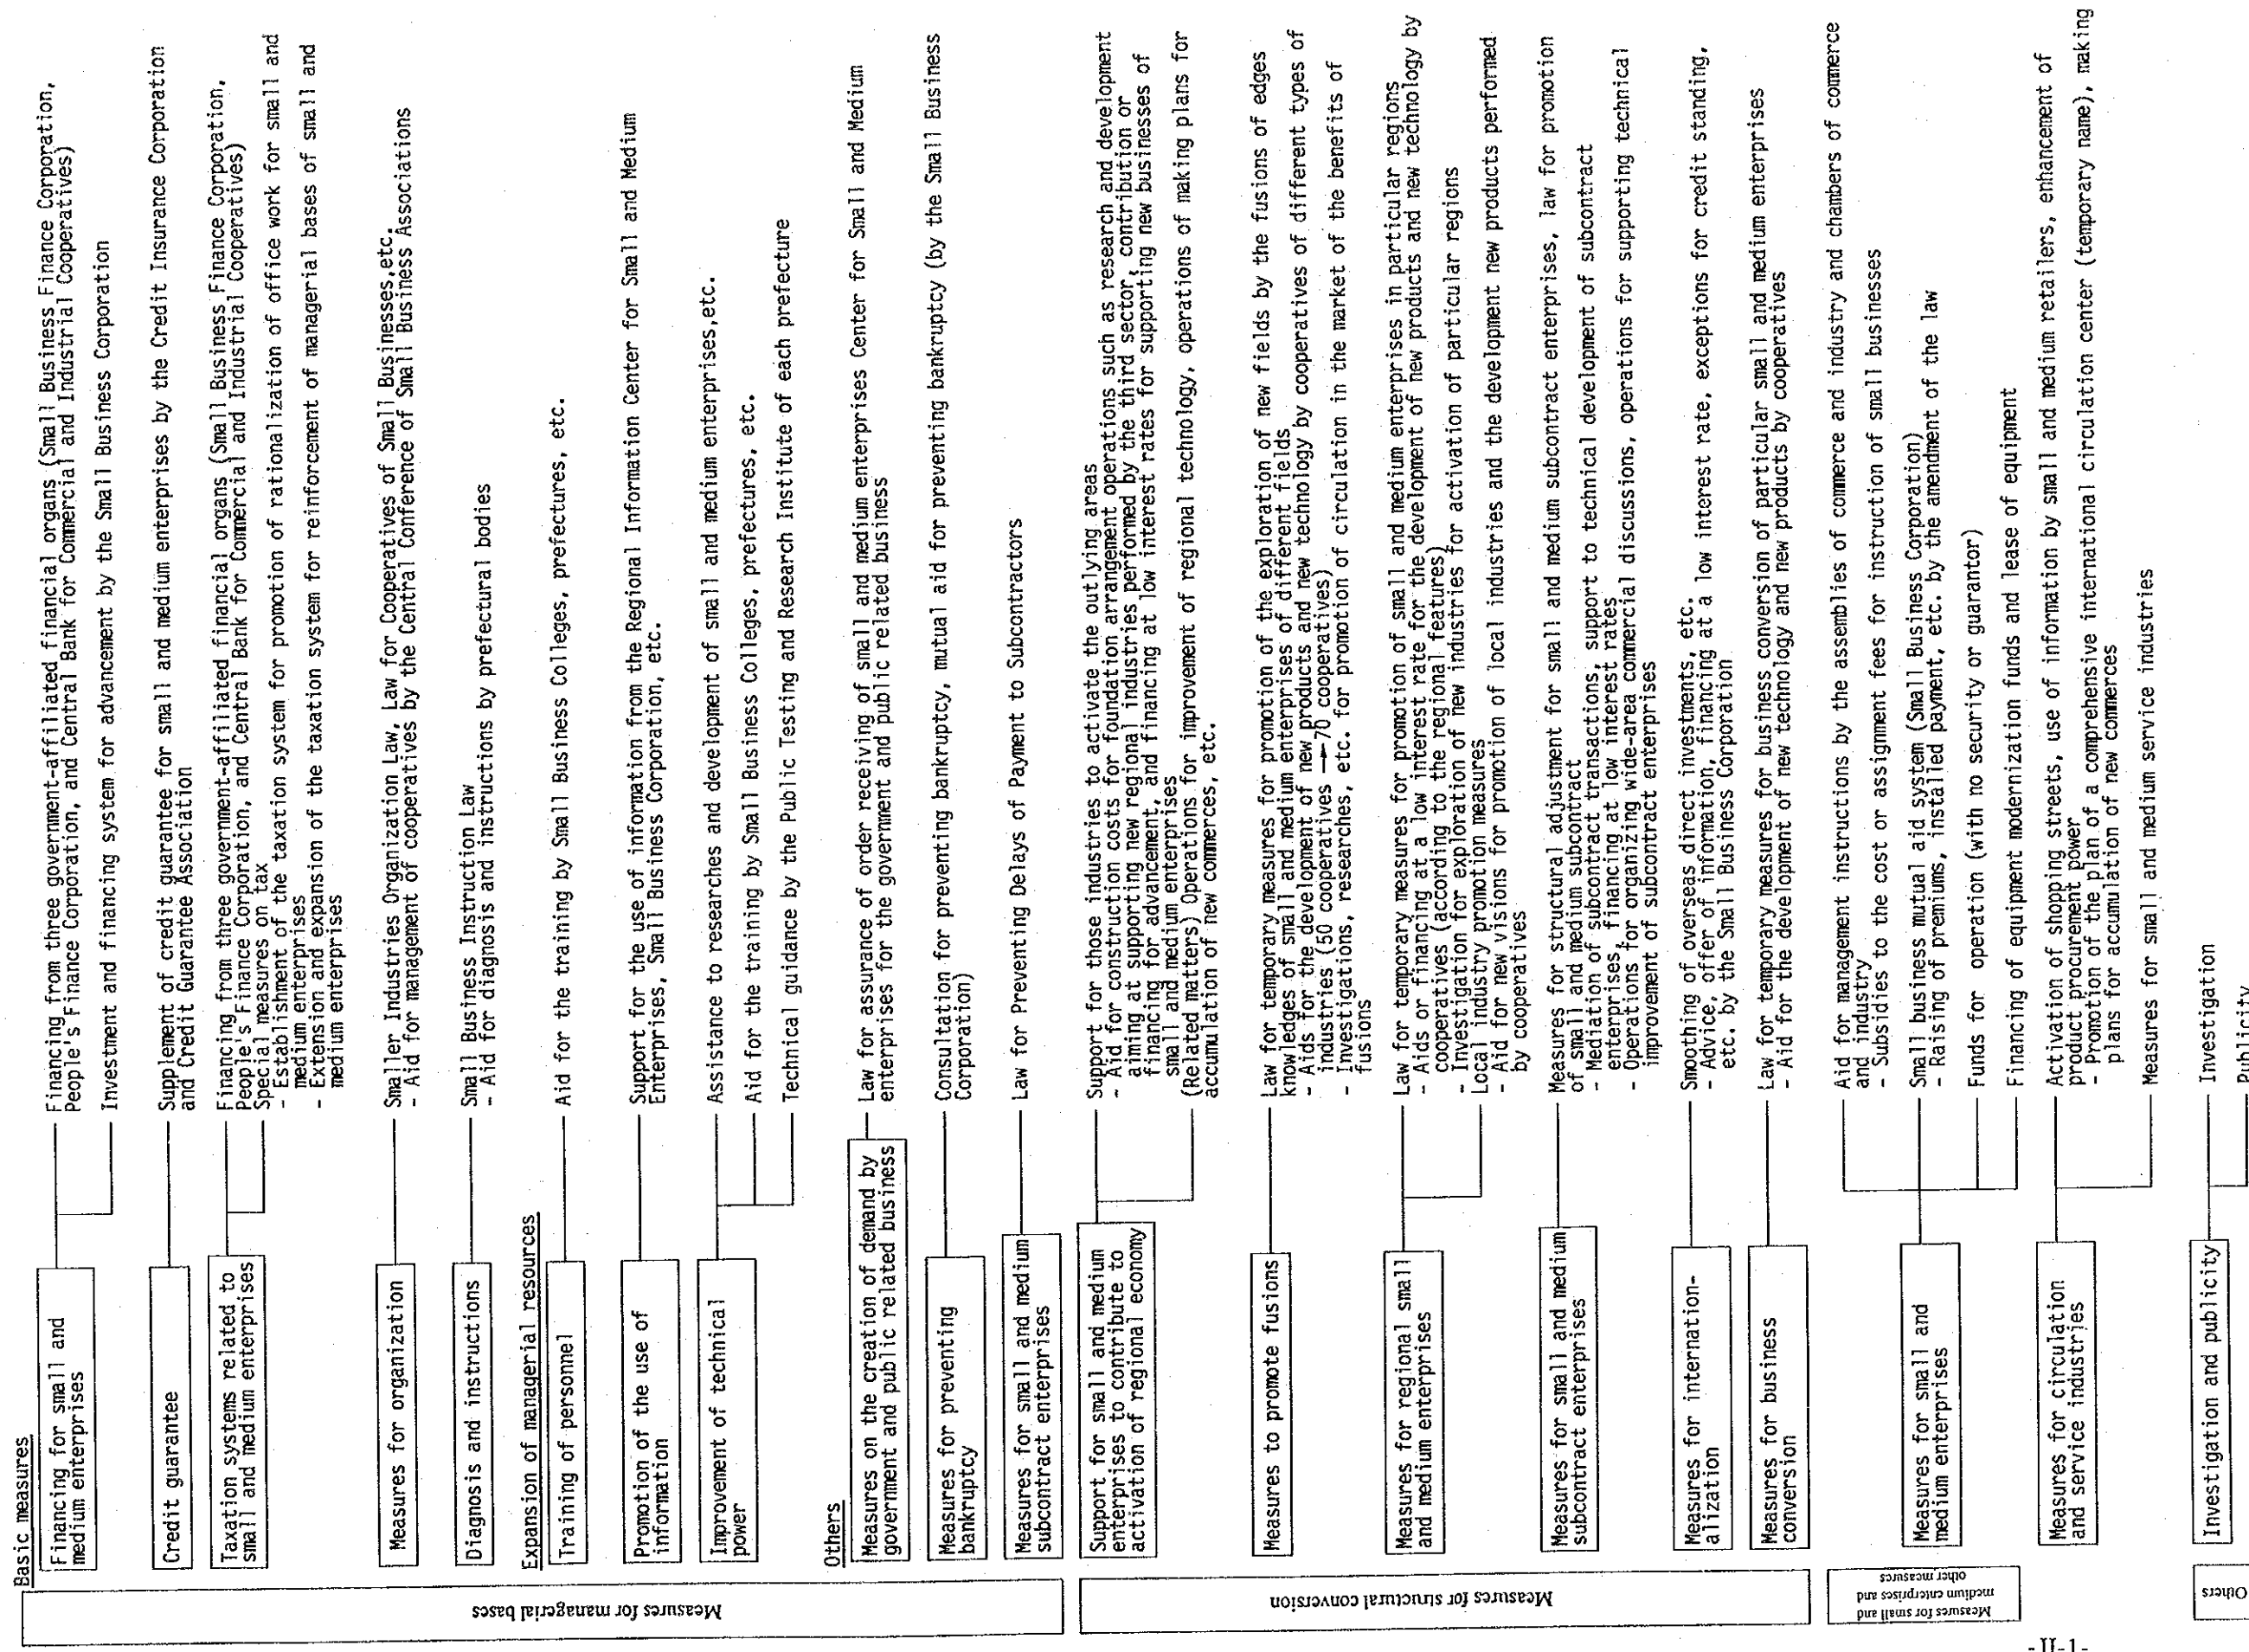 Basic measures
Measures for managerial bases
Financing for small and
medium enterprises
Financing from three government-affiliated financial organs (Small Business Finance Corporation,
People's Finance Corporation, and Central Bank for Commercial and Industrial Cooperatives)
Investment and financing system for advancement by the Small Business Corporation
Credit guarantee
Supplement of credit guarantee for small and medium enterprises by the Credit Insurance Corporation
and Credit Guarantee Association
Taxation systems related to
small and medium enterprises
Financing from three government-affiliated financial organs (Small Business Finance Corporation,
People's Finance Corporation, and Central Bank for Commercial and Industrial Cooperatives)
Special measures on tax
- Establishment of the taxation system for promotion of rationalization of office work for small and
medium enterprises
- Extension and expansion of the taxation system for reinforcement of managerial bases of small and
medium enterprises
Measures for organization
Smaller Industries Organization Law, Law for Cooperatives of Small Businesses,etc.
- Aid for management of cooperatives by the Central Conference of Small Business Associations
Diagnosis and instructions
Small Business Instruction Law
- Aid for diagnosis and instructions by prefectural bodies
Expansion of managerial resources
Training of personnel
Aid for the training by Small Business Colleges, prefectures, etc.
Promotion of the use of
information
Support for the use of information from the Regional Information Center for Small and Medium
Enterprises, Small Business Corporation, etc.
Improvement of technical
power
Assistance to researches and development of small and medium enterprises,etc.
Aid for the training by Small Business Colleges, prefectures, etc.
Technical guidance by the Public Testing and Research Institute of each prefecture
Others
Measures on the creation of demand by
government and public related business
Law for assurance of order receiving of small and medium enterprises Center for Small and Medium
enterprises for the government and public related business
Measures for preventing
bankruptcy
Consultation for preventing bankruptcy, mutual aid for preventing bankruptcy (by the Small Business
Corporation)
Measures for small and medium
subcontract enterprises
Law for Preventing Delays of Payment to Subcontractors
Measures for structural conversion
Support for small and medium
enterprises to contribute to
activation of regional economy
Support for those industries to activate the outlying areas
- Aid for construction costs for foundation arrangement operations such as research and development
aiming at supporting new regional industries performed by the third sector, contribution or
financing for advancement, and financing at low interest rates for supporting new businesses of
small and medium enterprises
(Related matters) Operations for improvement of regional technology, operations of making plans for
accumulation of new commerces, etc.
Measures to promote fusions
Law for temporary measures for promotion of the exploration of new fields by the fusions of edges
knowledges of small and medium enterprises of different fields
- Aids for the development of new products and new technology by cooperatives of different types of
industries (50 cooperatives → 70 cooperatives)
- Investigations, researches, etc. for promotion of circulation in the market of the benefits of
fusions
Measures for regional small
and medium enterprises
Law for temporary measures for promotion of small and medium enterprises in particular regions
- Aids or financing at a low interest rate for the development of new products and new technology by
cooperatives (according to the regional features)
- Investigation for exploration of new industries for activation of particular regions
Local industry promotion measures
- Aid for new visions for promotion of local industries and the development new products performed
by cooperatives
Measures for small and medium
subcontract enterprises
Measures for structural adjustment for small and medium subcontract enterprises, law for promotion
of small and medium subcontract
- Mediation of subcontract transactions, support to technical development of subcontract
enterprises, financing at low interest rates
- Operations for organizing wide-area commercial discussions, operations for supporting technical
improvement of subcontract enterprises
Measures for internation-
alization
Smoothing of overseas direct investments, etc.
- Advice, offer of information, financing at a low interest rate, exceptions for credit standing,
etc. by the Small Business Corporation
Measures for business
conversion
Law for temporary measures for business conversion of particular small and medium enterprises
- Aid for the development of new technology and new products by cooperatives
Measures for small and
medium enterprises and
other measures
Measures for small and
medium enterprises
Aid for management instructions by the assemblies of commerce and industry and chambers of commerce
and industry
- Subsidies to the cost or assignment fees for instruction of small businesses
Small business mutual aid system (Small Business Corporation)
- Raising of premiums, installed payment, etc. by the amendment of the law
Funds for operation (with no security or guarantor)
Financing of equipment modernization funds and lease of equipment
Measures for circulation
and service industries
Activation of shopping streets, use of information by small and medium retailers, enhancement of
product procurement power
- Promotion of the plan of a comprehensive international circulation center (temporary name), making
plans for accumulation of new commerces
Measures for small and medium service industries
Others
Investigation and publicity
Investigation
Publicity
- II-1 -